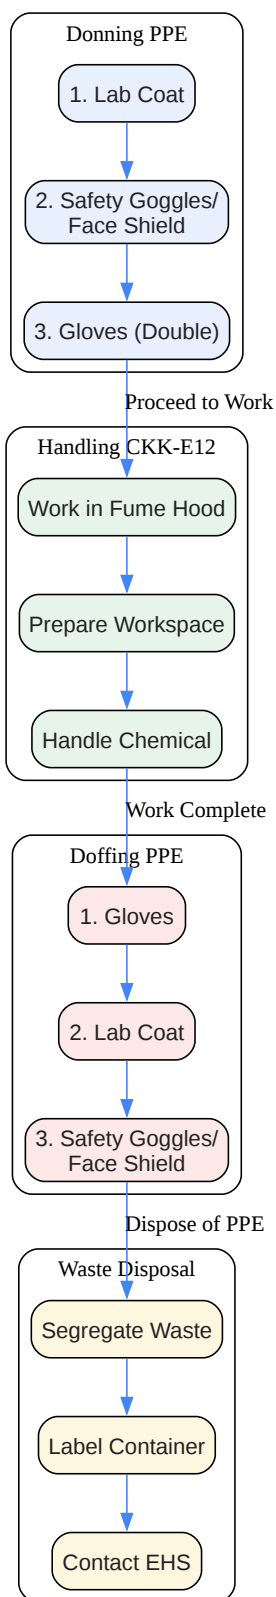 Donning PPE
1. Lab Coat
2. Safety Goggles/
Face Shield
3. Gloves (Double)
Proceed to Work
Handling CKK-E12
Work in Fume Hood
Prepare Workspace
Handle Chemical
Work Complete
Doffing PPE
1. Gloves
2. Lab Coat
3. Safety Goggles/
Face Shield
Dispose of PPE
Waste Disposal
Segregate Waste
Label Container
Contact EHS